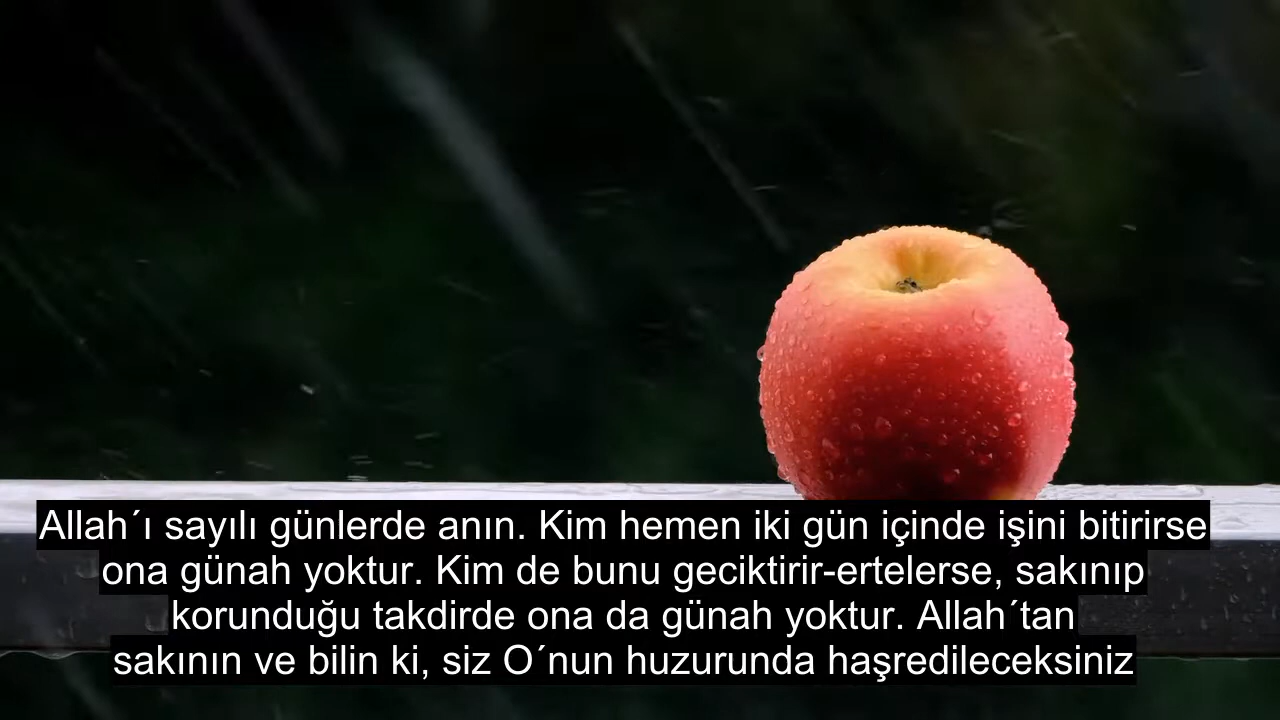 Allah´ı sayılı günlerde anın. Kim hemen iki gün içinde işini bitirirse
ona günah yoktur. Kim de bunu geciktirir-ertelerse, sakınıp
korunduğu takdirde ona da günah yoktur. Allah´tan
sakının ve bilin ki, siz O´nun huzurunda haşredileceksiniz